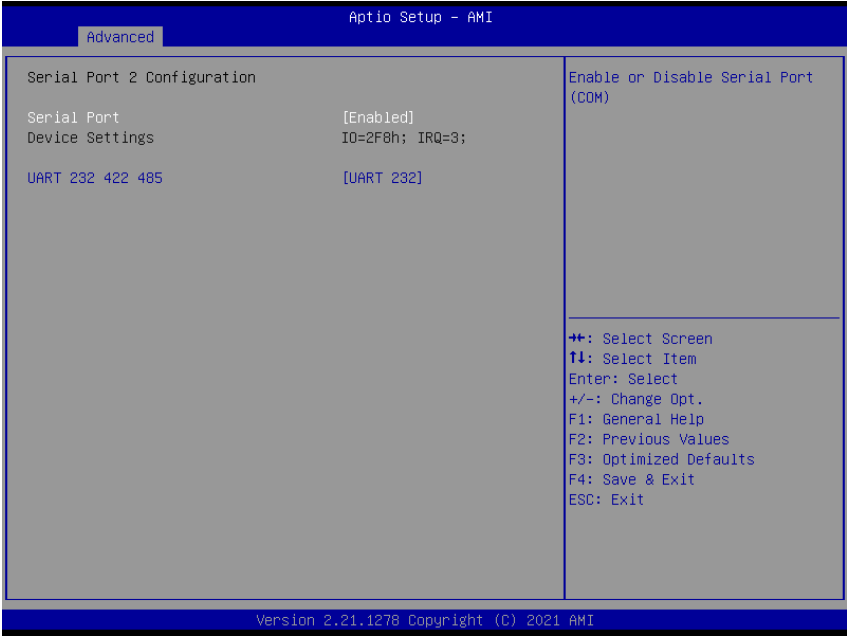 Aptio Setup – AMI
Advanced
Serial Port 2 Configuration
Serial Port [Enabled]
Device Settings IO=2F8h; IRQ=3;
UART 232 422 485 [UART 232]
Enable or Disable Serial Port
(COM)
→←: Select Screen
↑↓: Select Item
Enter: Select
+/-: Change Opt.
F1: General Help
F2: Previous Values
F3: Optimized Defaults
F4: Save & Exit
ESC: Exit
Version 2.21.1278 Copyright (C) 2021 AMI